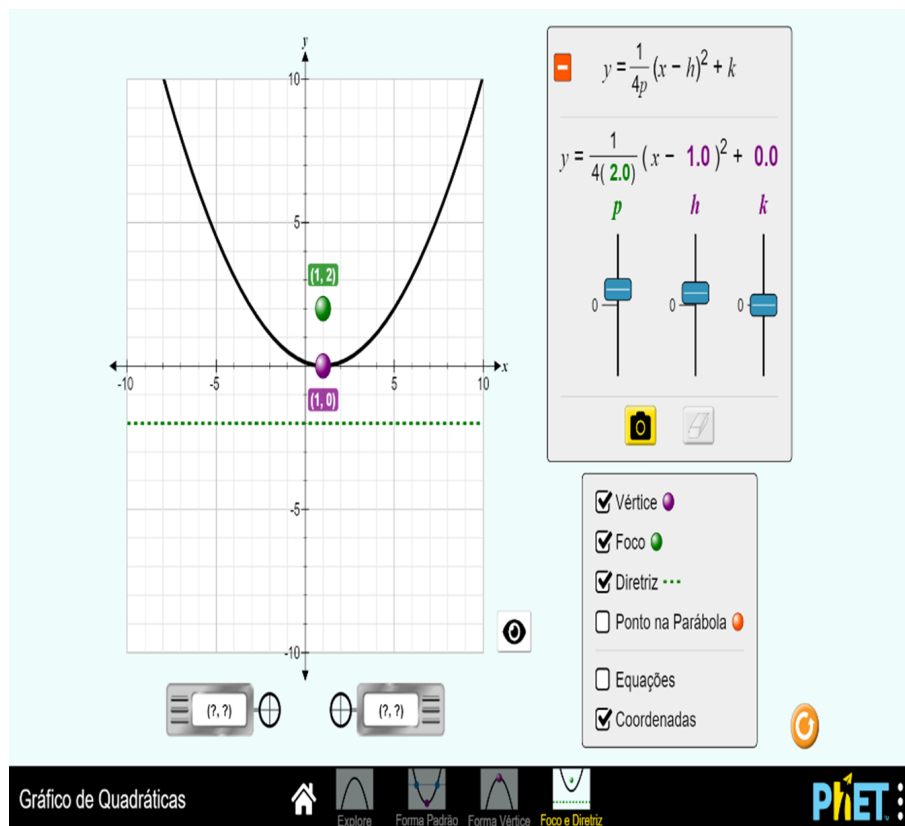 y
10
5
(1, 2)
x
-10
-5
5
10
(1, 0)
-5
-10
(?, ?)
(?, ?)
y = 1/4p (x − h)² + k
y = 1/4( 2.0) ( x − 1.0 )² + 0.0
p h k
0 0 0
Vértice
Foco
Diretriz
Ponto na Parábola
Equações
Coordenadas
Gráfico de Quadráticas
Explore
Forma Padrão
Forma Vértice
Foco e Diretriz
PhET